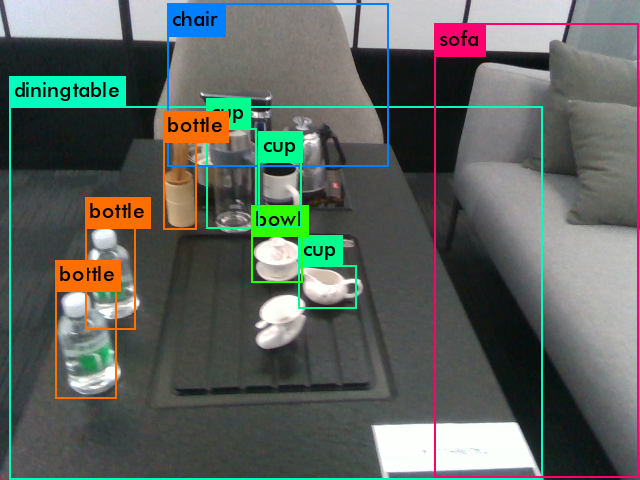 chair
sofa
diningtable
cup
bottle
cup
bottle
bowl
cup
bottle